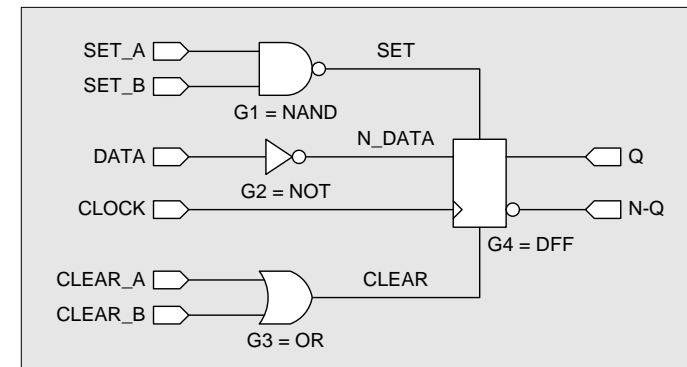 SET_A
SET
SET_B
G1 = NAND
N_DATA
DATA
Q
G2 = NOT
CLOCK
N-Q
G4 = DFF
CLEAR_A
CLEAR
CLEAR_B
G3 = OR